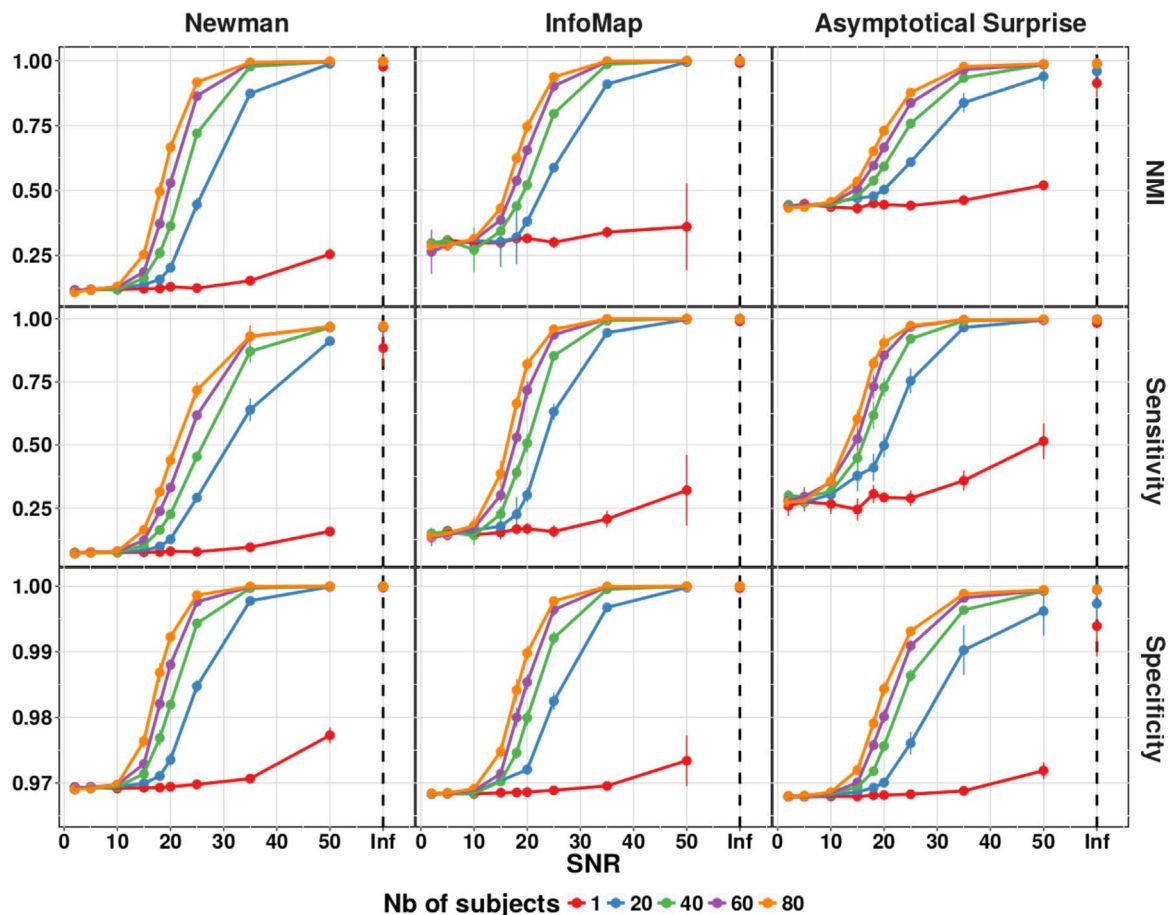 Newman InfoMap Asymptotical Surprise
1.00
0.75
0.50
0.25
NMI
1.00
0.75
0.50
0.25
Sensitivity
1.00
0.99
0.98
0.97
Specificity
0 10 20 30 40 50 Inf 0 10 20 30 40 50 Inf 0 10 20 30 40 50 Inf
SNR
Nb of subjects 1 20 40 60 80